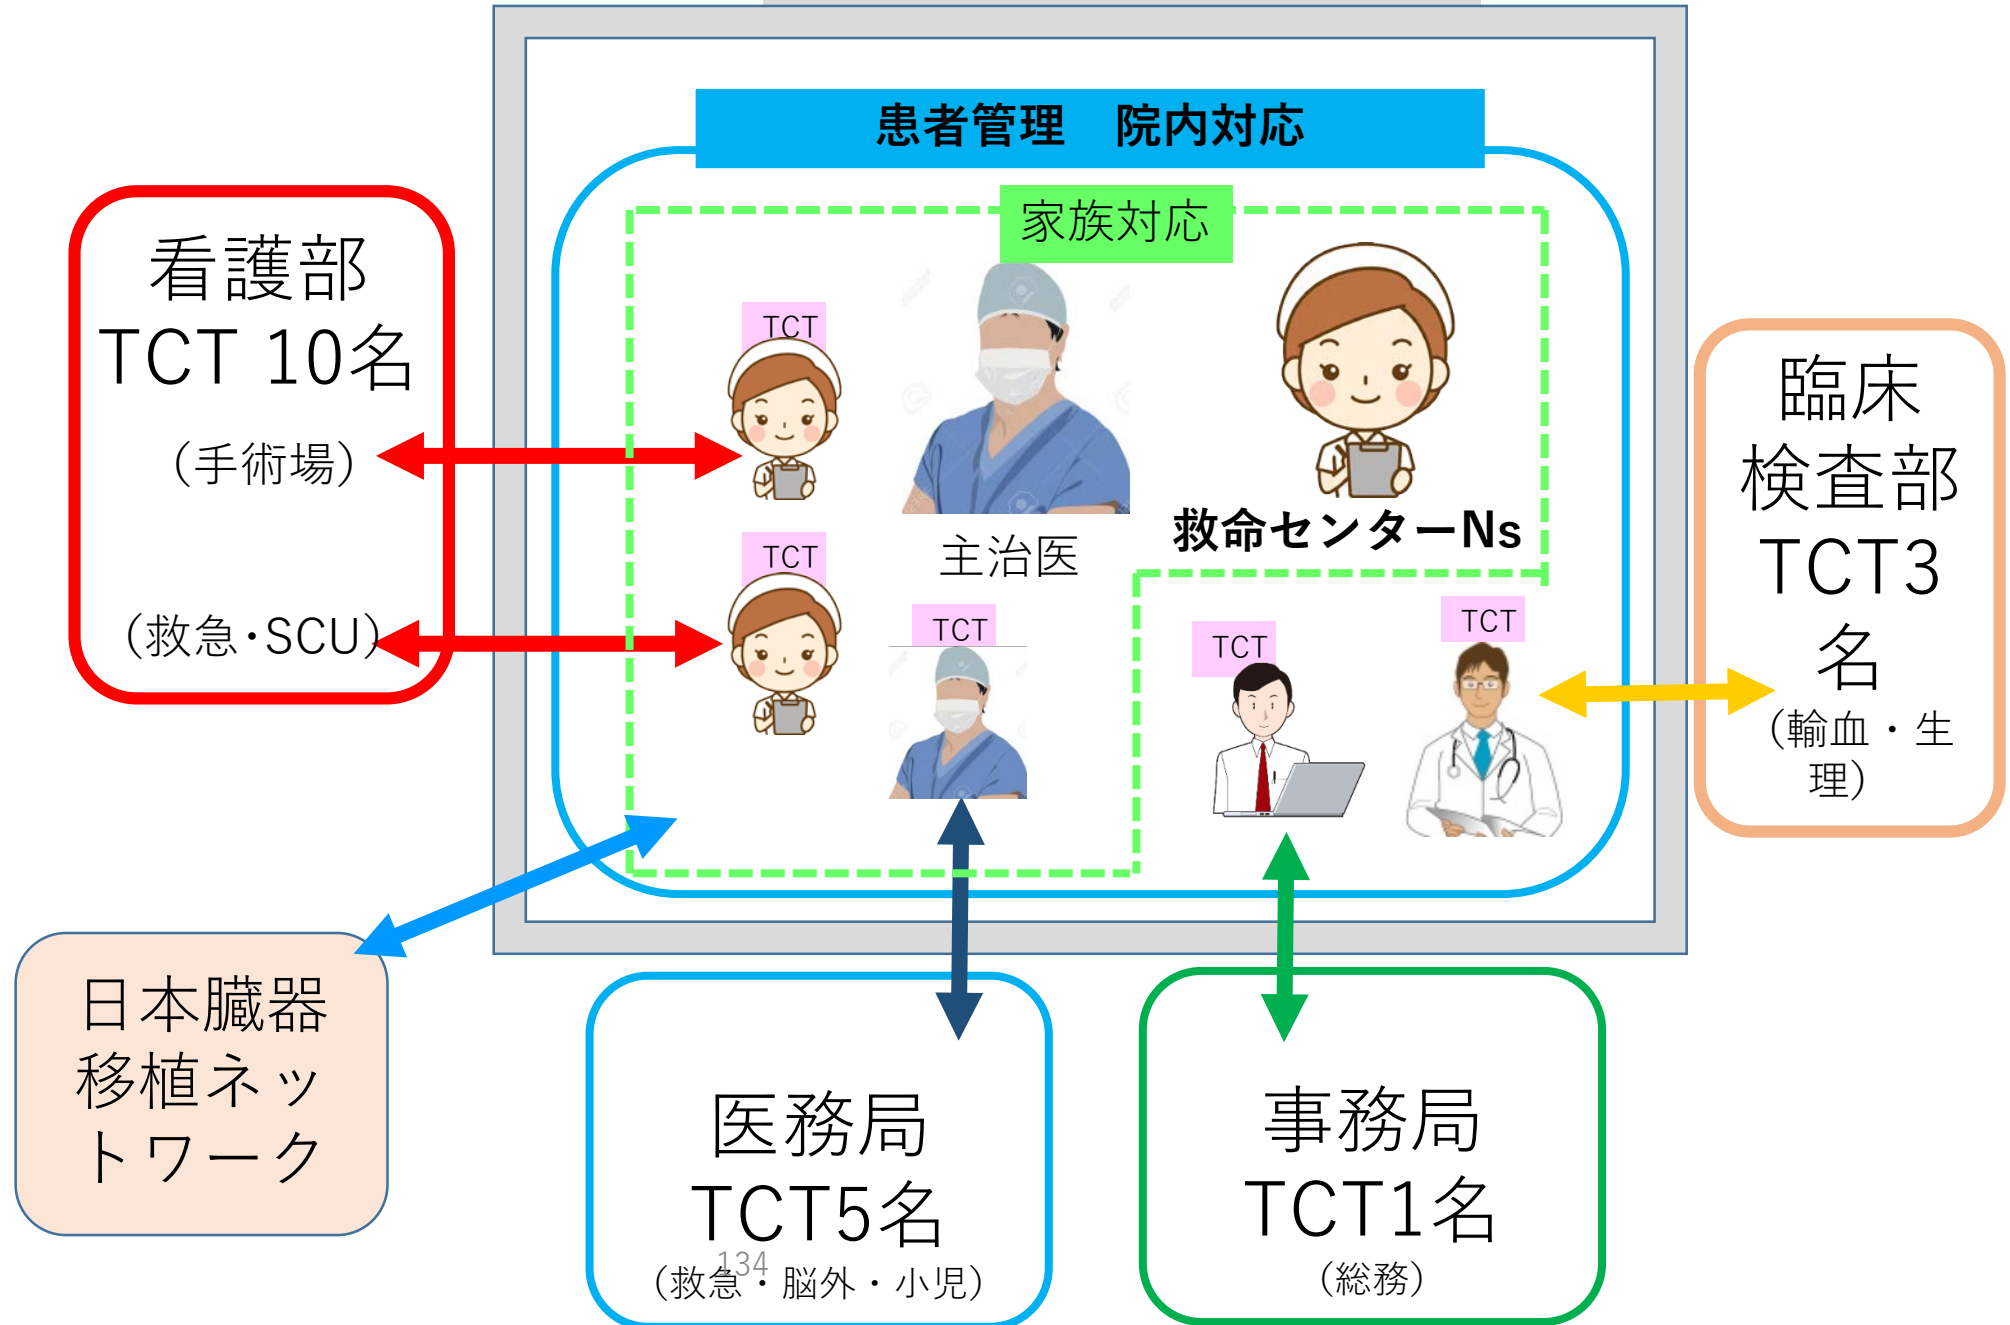 患者管理　院内対応
家族対応
看護部
TCT 10名
（手術場）
（救急・SCU）
TCT
TCT
主治医
救命センターNs
TCT
TCT
TCT
臨床
検査部
TCT3
名
（輸血・生
理）
日本臓器
移植ネッ
トワーク
医務局
TCT5名
（救急・脳外・小児）
134
事務局
TCT1名
（総務）